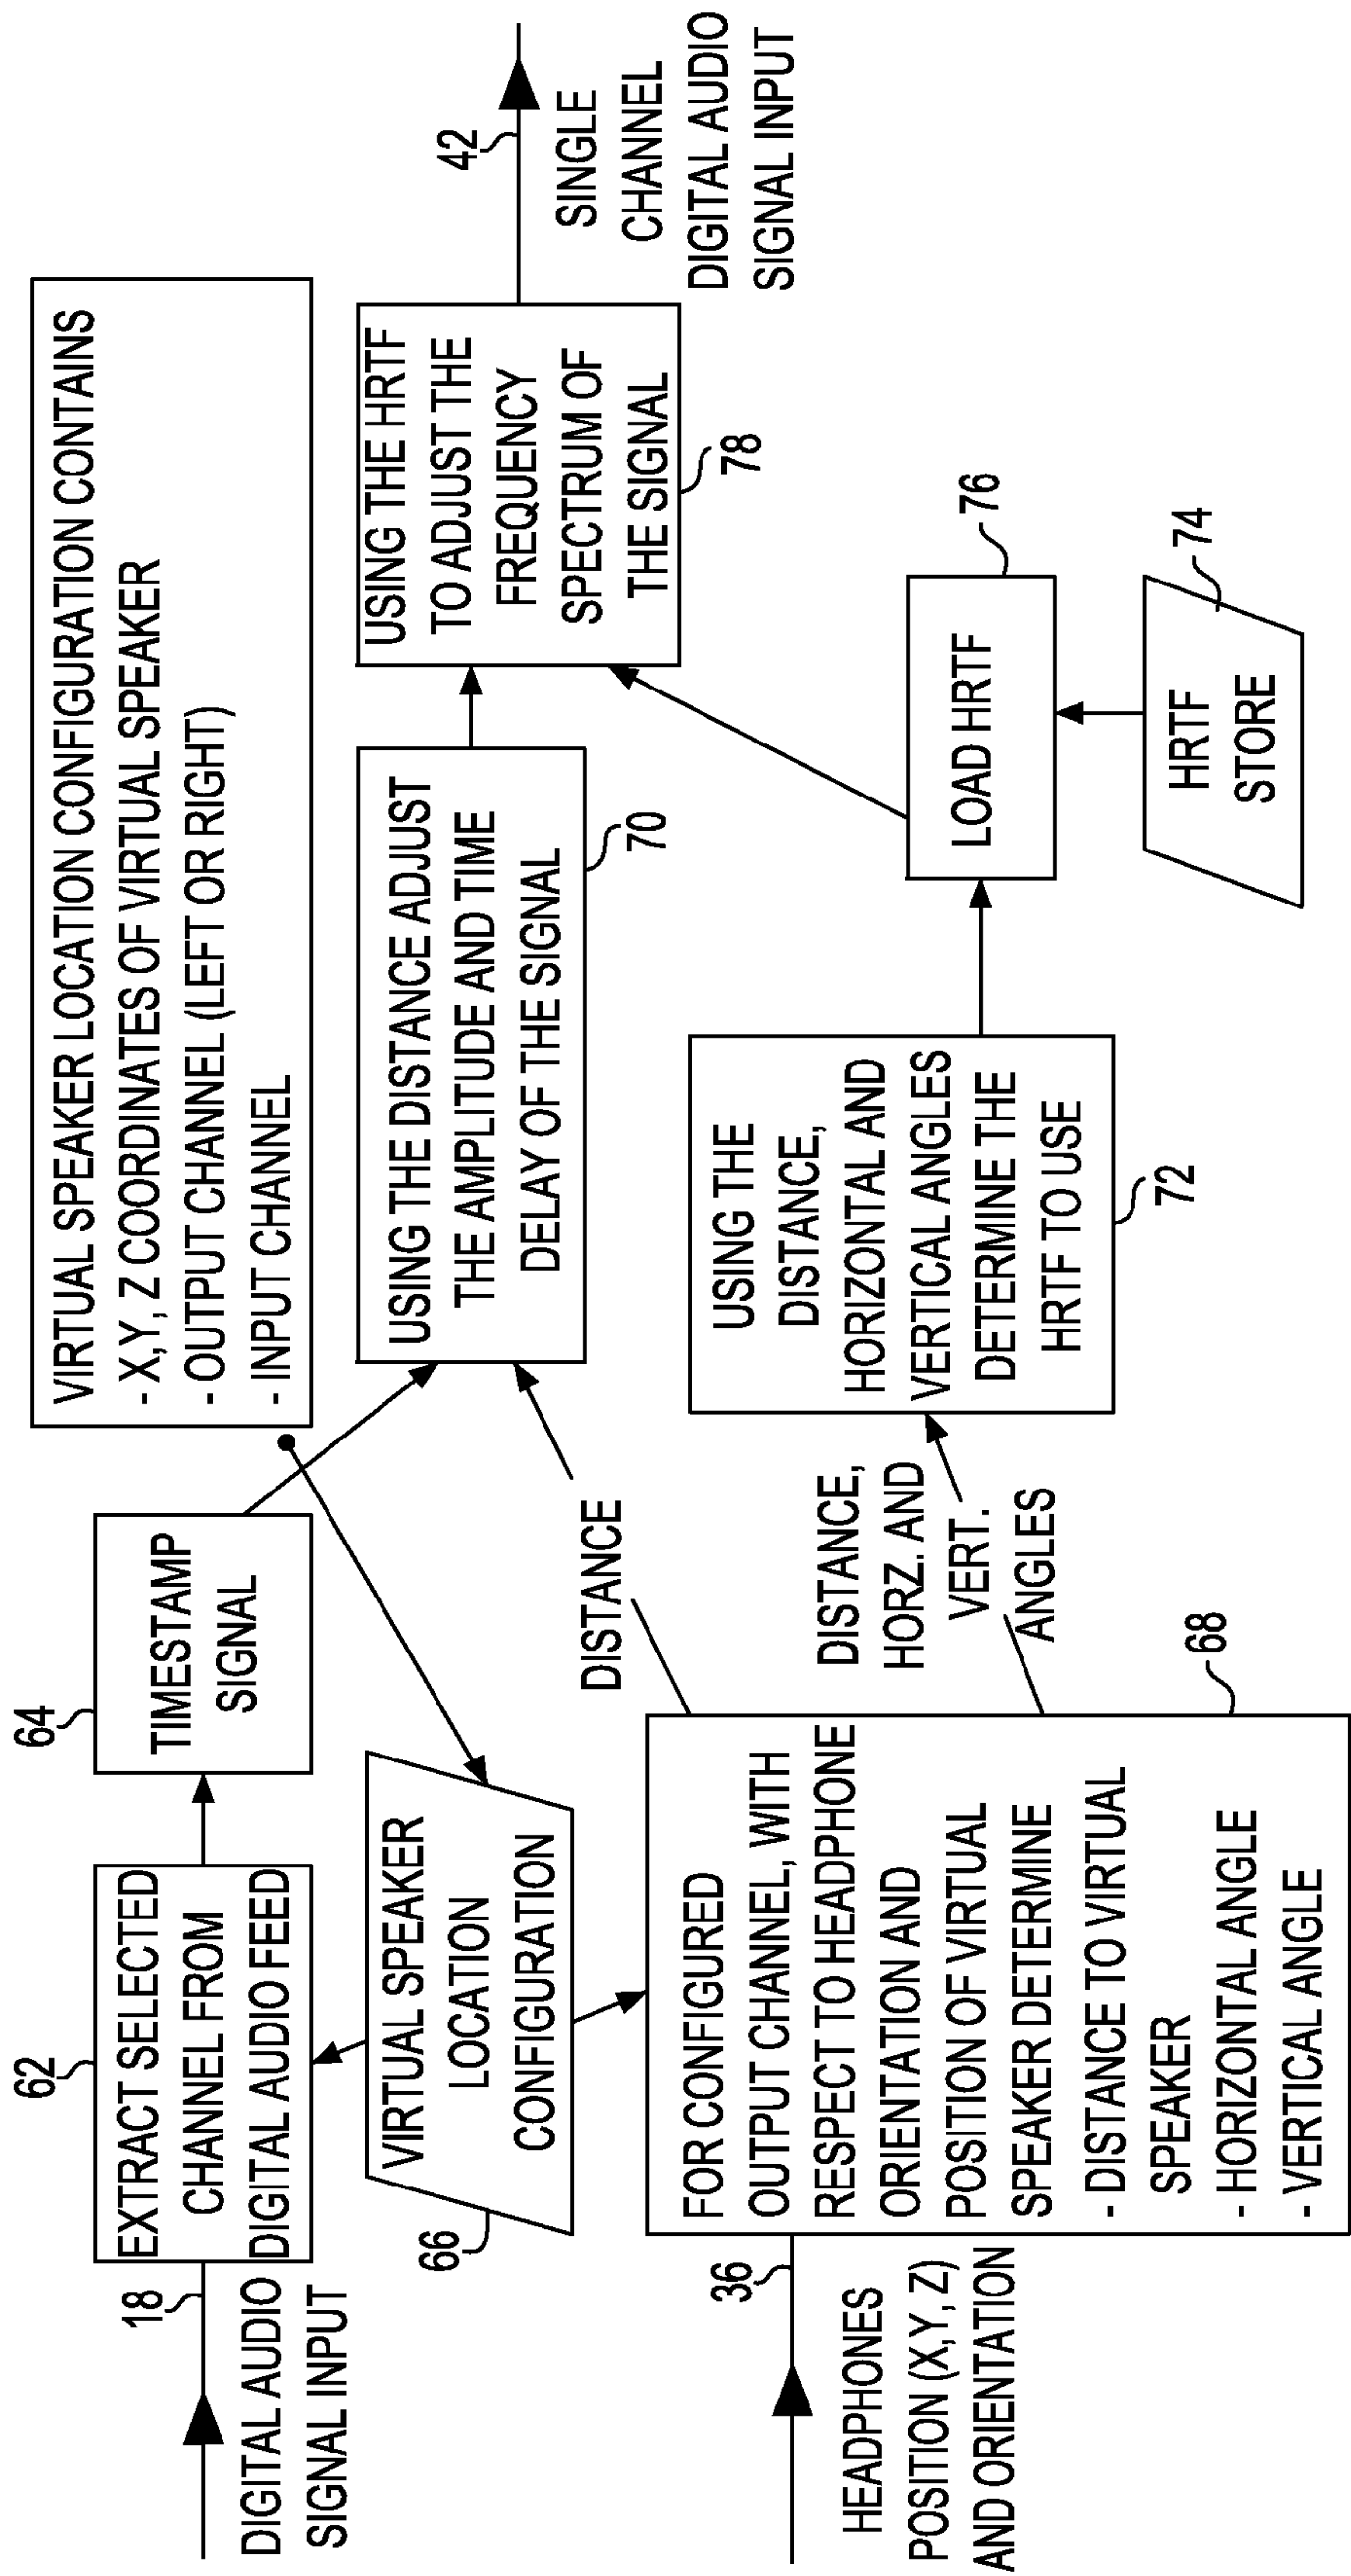 VIRTUAL SPEAKER LOCATION CONFIGURATION CONTAINS
- X,Y, Z COORDINATES OF VIRTUAL SPEAKER
- OUTPUT CHANNEL (LEFT OR RIGHT)
- INPUT CHANNEL
18
DIGITAL AUDIO
SIGNAL INPUT
62
EXTRACT SELECTED
CHANNEL FROM
DIGITAL AUDIO FEED
64
TIMESTAMP
SIGNAL
66
VIRTUAL SPEAKER
LOCATION
CONFIGURATION
USING THE DISTANCE ADJUST
THE AMPLITUDE AND TIME
DELAY OF THE SIGNAL
70
USING THE HRTF
TO ADJUST THE
FREQUENCY
SPECTRUM OF
THE SIGNAL
78
42
SINGLE
CHANNEL
DIGITAL AUDIO
SIGNAL INPUT
DISTANCE
36
HEADPHONES
POSITION (X,Y, Z)
AND ORIENTATION
FOR CONFIGURED
OUTPUT CHANNEL, WITH
RESPECT TO HEADPHONE
ORIENTATION AND
POSITION OF VIRTUAL
SPEAKER DETERMINE
- DISTANCE TO VIRTUAL
SPEAKER
- HORIZONTAL ANGLE
- VERTICAL ANGLE
68
DISTANCE,
HORZ. AND
VERT.
ANGLES
USING THE
DISTANCE,
HORIZONTAL AND
VERTICAL ANGLES
DETERMINE THE
HRTF TO USE
72
LOAD HRTF
76
HRTF
STORE
74